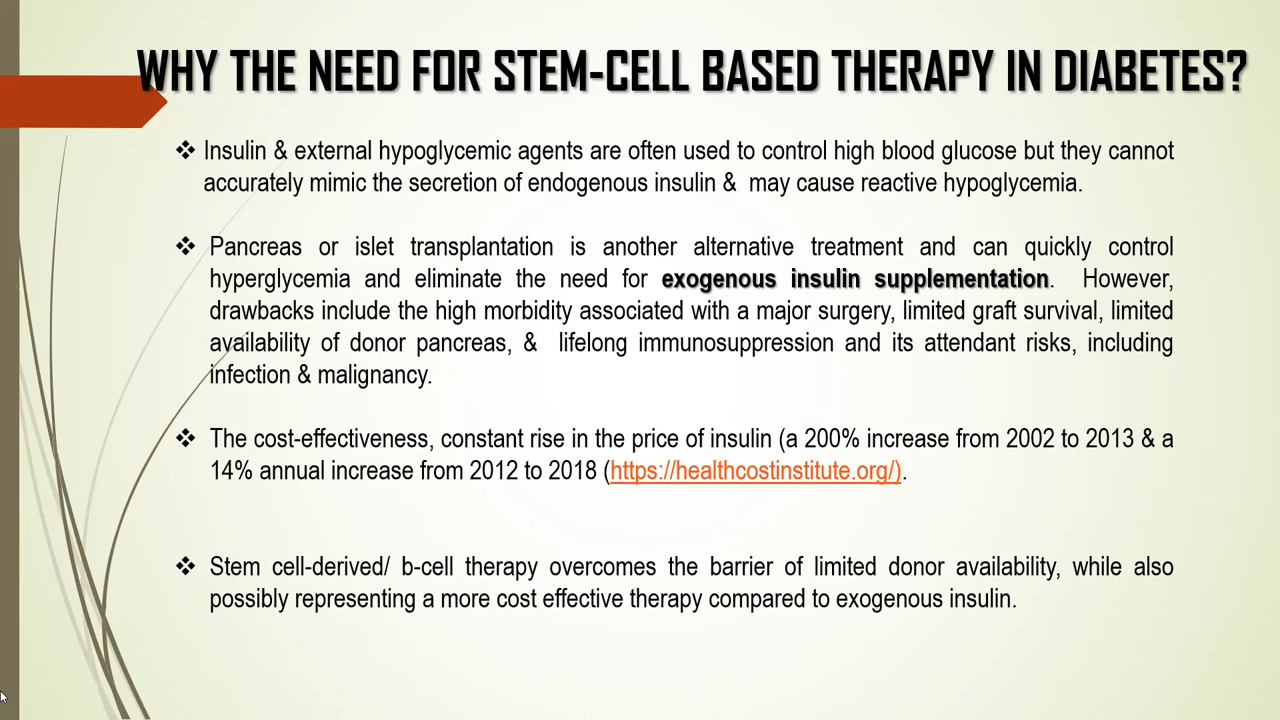 WHY THE NEED FOR STEM-CELL BASED THERAPY IN DIABETES?
❖ Insulin & external hypoglycemic agents are often used to control high blood glucose but they cannot
accurately mimic the secretion of endogenous insulin & may cause reactive hypoglycemia.
❖ Pancreas or islet transplantation is another alternative treatment and can quickly control
hyperglycemia and eliminate the need for exogenous insulin supplementation. However,
drawbacks include the high morbidity associated with a major surgery, limited graft survival, limited
availability of donor pancreas, & lifelong immunosuppression and its attendant risks, including
infection & malignancy.
❖ The cost-effectiveness, constant rise in the price of insulin (a 200% increase from 2002 to 2013 & a
14% annual increase from 2012 to 2018 (https://healthcostinstitute.org/).
❖ Stem cell-derived/ b-cell therapy overcomes the barrier of limited donor availability, while also
possibly representing a more cost effective therapy compared to exogenous insulin.